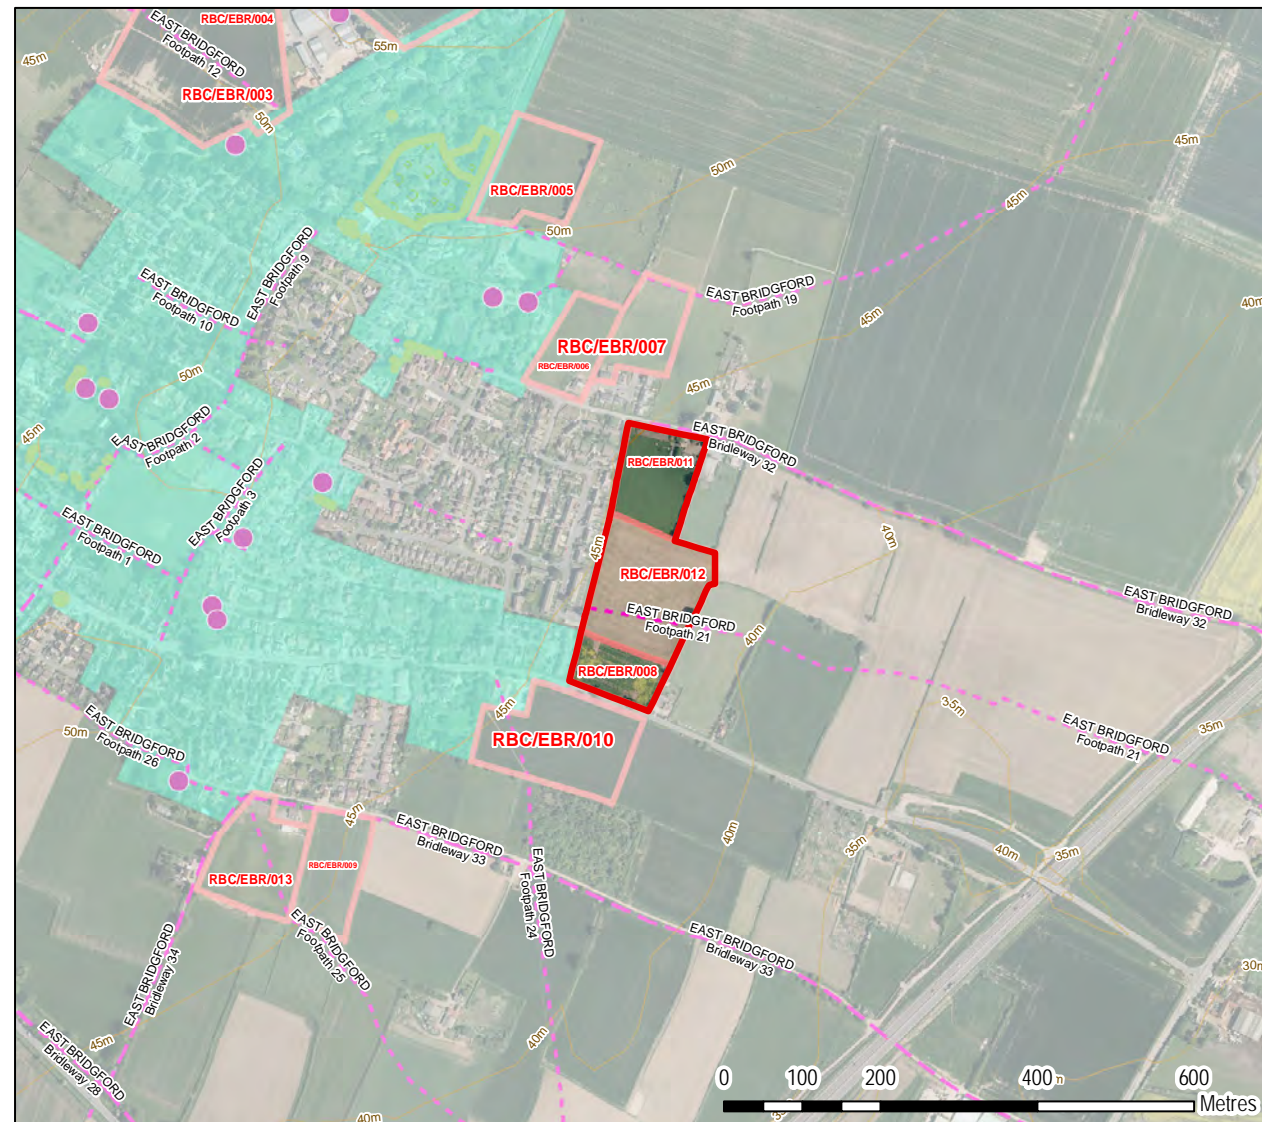 RBC/EBR/004
EAST BRIDGFORD
Footpath 12
55m
45m
RBC/EBR/003
50m
45m
50m
RBC/EBR/005
45m
50m
EAST BRIDGFORD
Footpath 9
EAST BRIDGFORD
Footpath 10
EAST BRIDGFORD
Footpath 19
40m
45m
RBC/EBR/007
RBC/EBR/006
50m
45m
EAST BRIDGFORD
Footpath 2
45m
EAST BRIDGFORD
Bridleway 32
RBC/EBR/011
EAST BRIDGFORD
Footpath 3
EAST BRIDGFORD
Footpath 1
45m
40m
RBC/EBR/012
EAST BRIDGFORD
Footpath 21
40m
EAST BRIDGFORD
Bridleway 32
RBC/EBR/008
45m
35m
EAST BRIDGFORD
Footpath 21
35m
50m
EAST BRIDGFORD
Footpath 26
RBC/EBR/010
45m
EAST BRIDGFORD
Bridleway 33
40m
35m
40m
35m
RBC/EBR/009
RBC/EBR/013
EAST BRIDGFORD
Footpath 24
EAST BRIDGFORD
Footpath 25
EAST BRIDGFORD
Bridleway 33
EAST BRIDGFORD
Bridleway 34
30m
45m
40m
EAST BRIDGFORD
Bridleway 28
40m
0 100 200 400 600
Metres